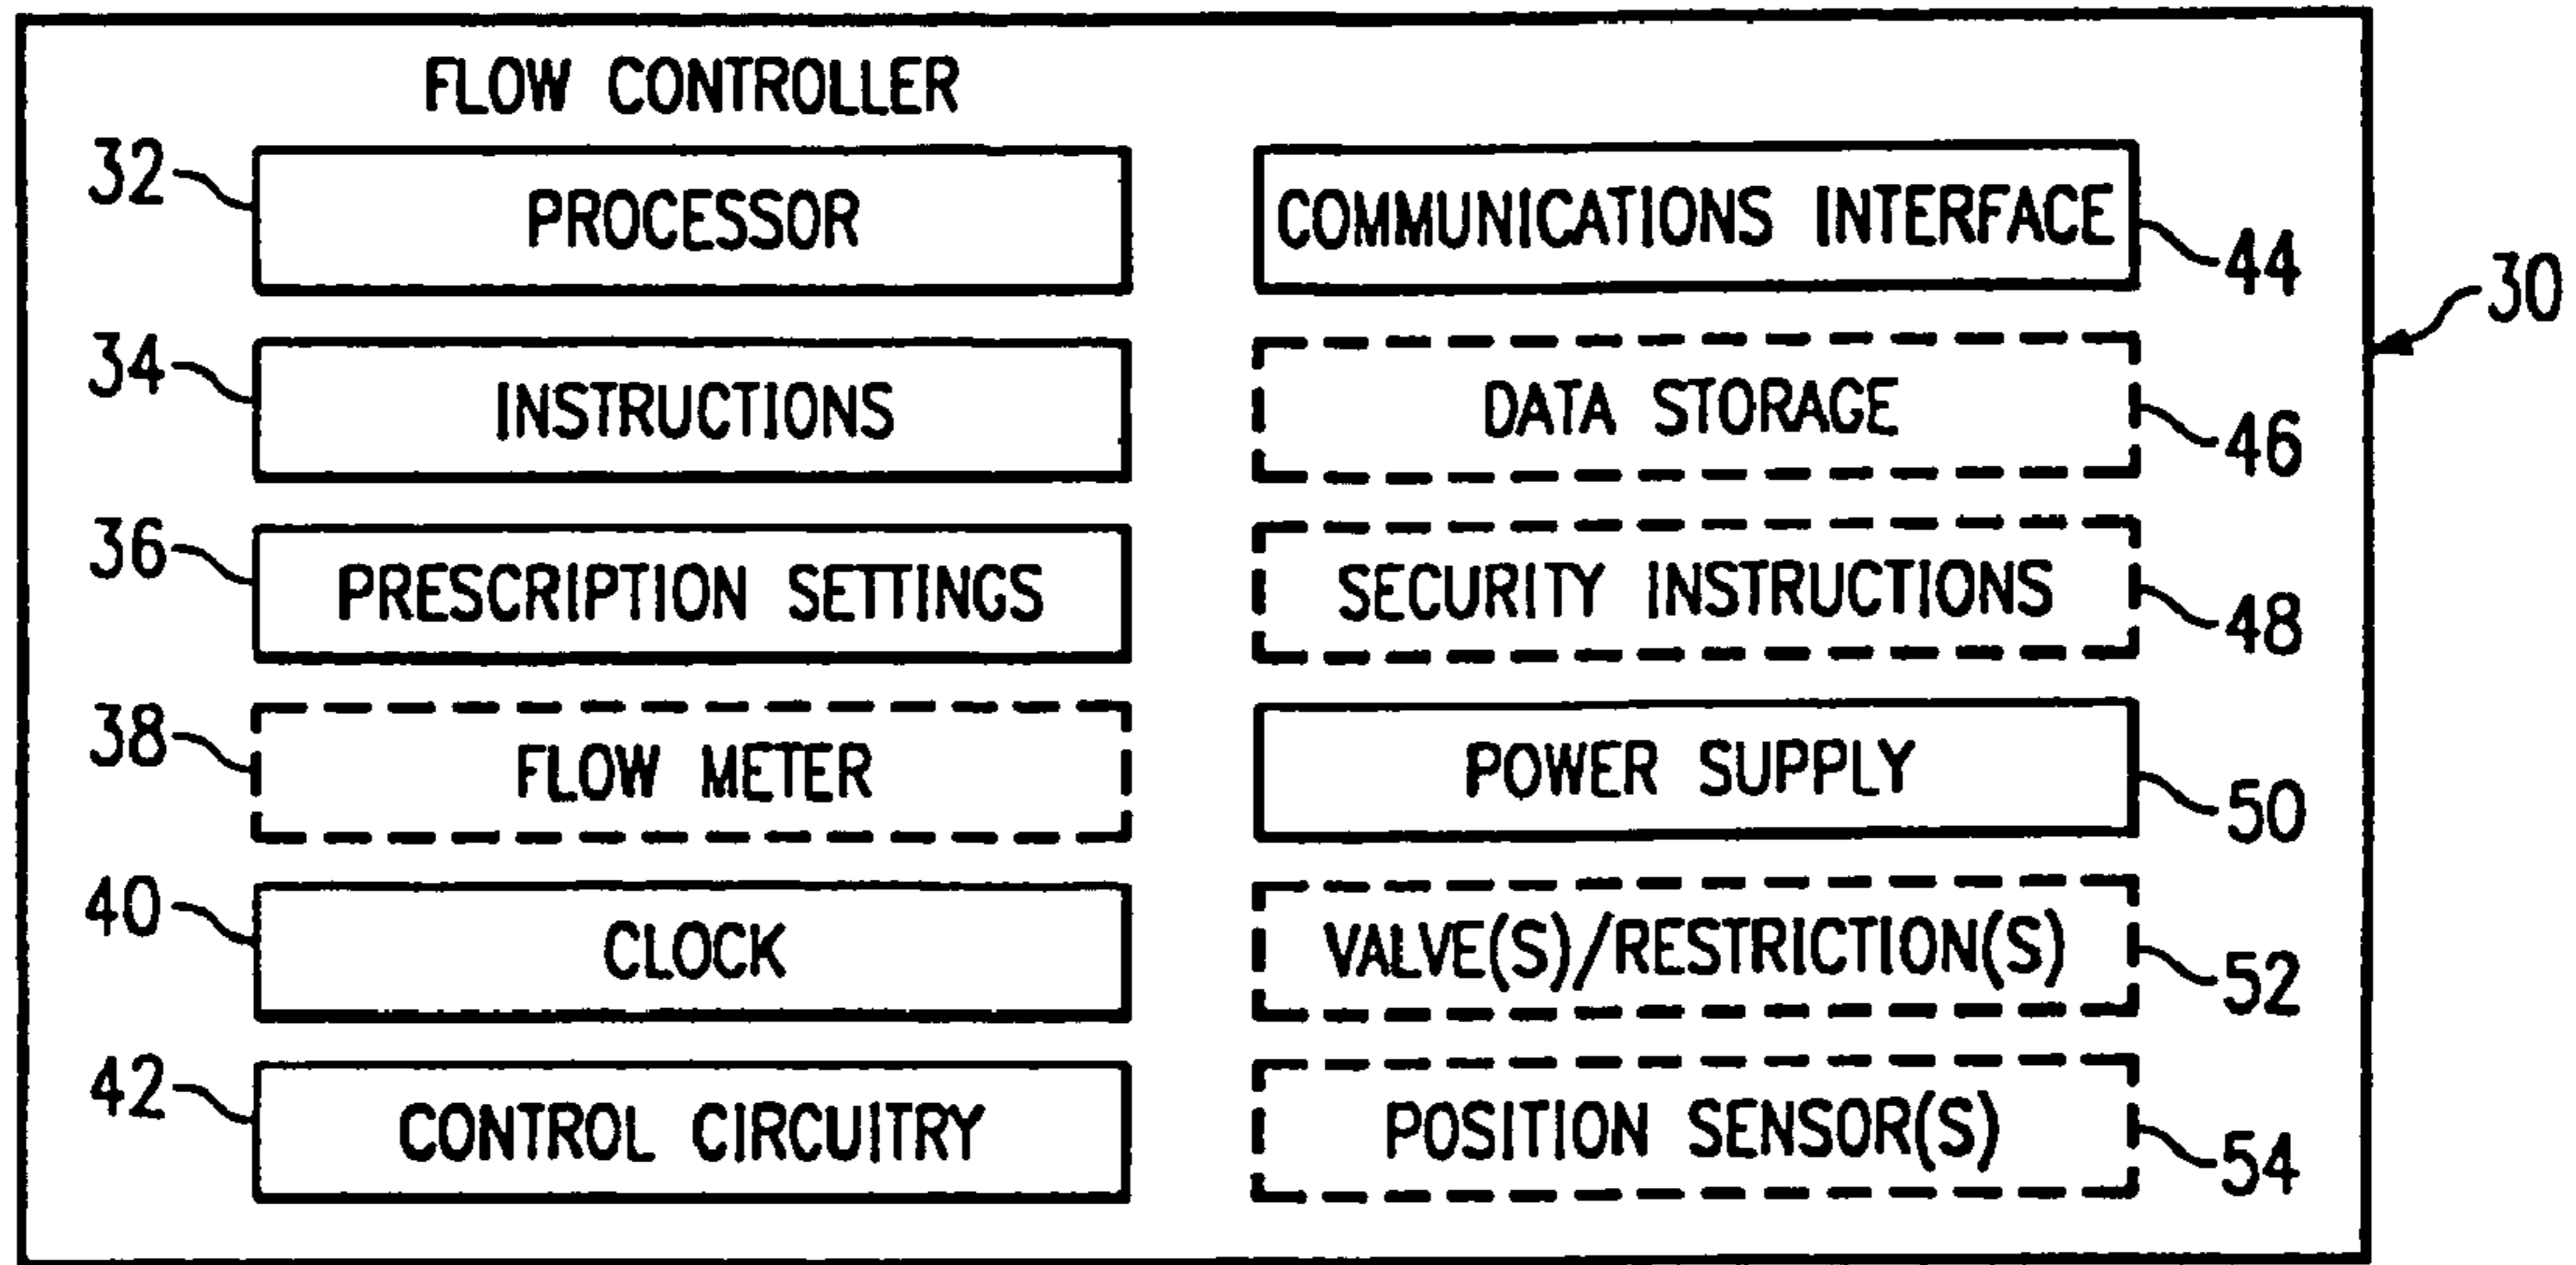 FLOW CONTROLLER
32
PROCESSOR
34
INSTRUCTIONS
36
PRESCRIPTION SETTINGS
38
FLOW METER
40
CLOCK
42
CONTROL CIRCUITRY
COMMUNICATIONS INTERFACE
44
DATA STORAGE
46
SECURITY INSTRUCTIONS
48
POWER SUPPLY
50
VALVE(S)/RESTRICTION(S)
52
POSITION SENSOR(S)
54
30